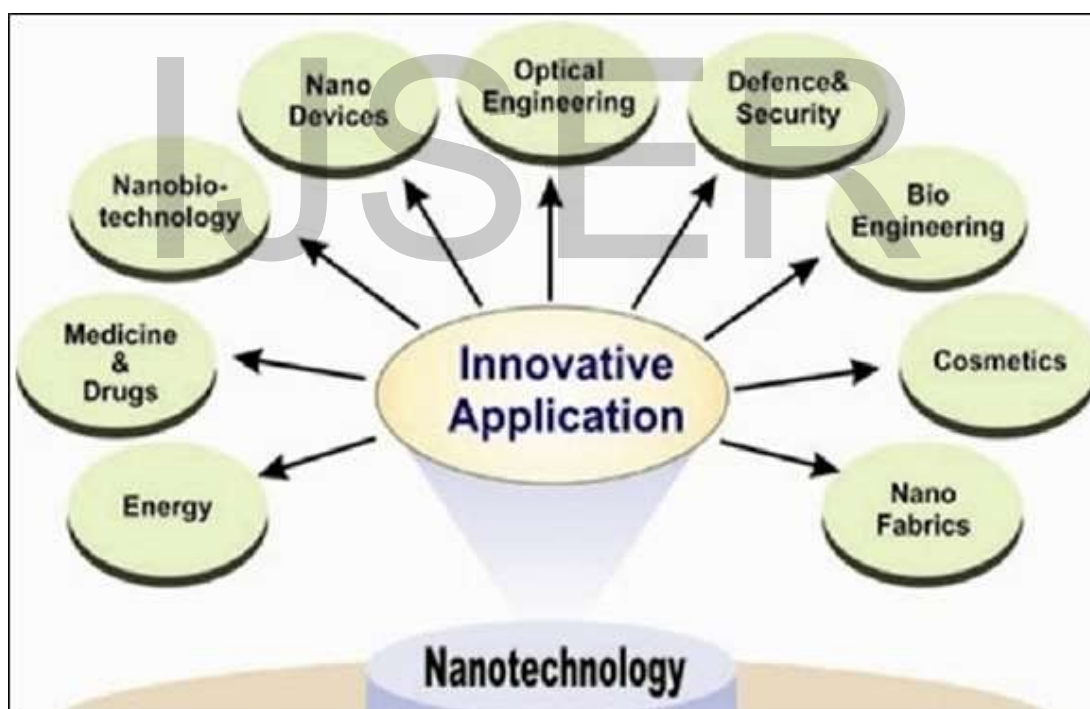 IJSER
Optical
Engineering
Nano
Devices
Defence&
Security
Nanobio-
technology
Bio
Engineering
Medicine
&
Drugs
Innovative
Application
Cosmetics
Energy
Nano
Fabrics
Nanotechnology